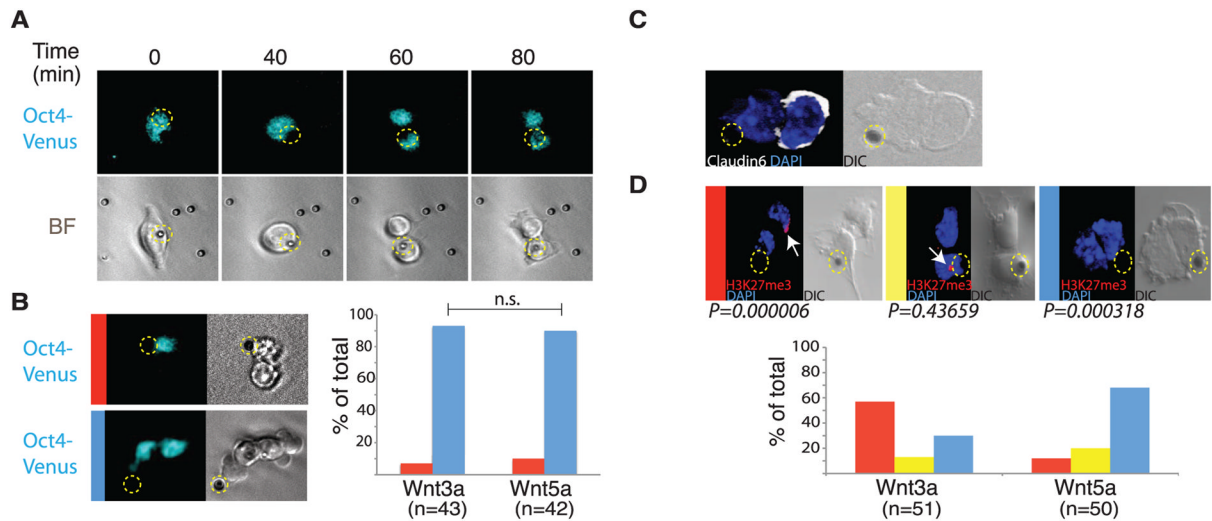 A
Time
(min)
0
40
60
80
Oct4-
Venus
BF
B
Oct4-
Venus
Oct4-
Venus
n.s.
% of total
100
80
60
40
20
Wnt3a
(n=43)
Wnt5a
(n=42)
C
Claudin6 DAPI
DIC
D
H3K27me3
DAPI
DIC
H3K27me3
DAPI
DIC
H3K27me3
DAPI
DIC
P=0.000006
P=0.43659
P=0.000318
% of total
100
80
60
40
20
Wnt3a
(n=51)
Wnt5a
(n=50)